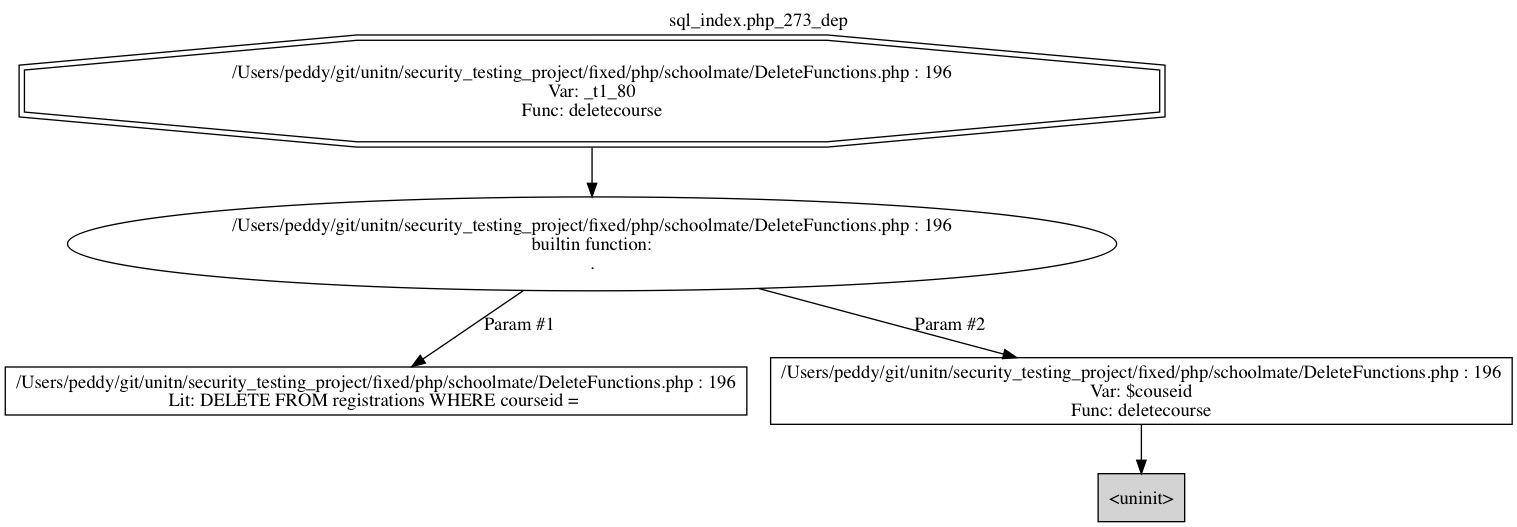 sql_index.php_273_dep
/Users/peddy/git/unitn/security_testing_project/fixed/php/schoolmate/DeleteFunctions.php : 196
Var: _t1_80
Func: deletecourse
/Users/peddy/git/unitn/security_testing_project/fixed/php/schoolmate/DeleteFunctions.php : 196
builtin function:
.
Param #1
Param #2
/Users/peddy/git/unitn/security_testing_project/fixed/php/schoolmate/DeleteFunctions.php : 196
Lit: DELETE FROM registrations WHERE courseid =
/Users/peddy/git/unitn/security_testing_project/fixed/php/schoolmate/DeleteFunctions.php : 196
Var: $couseid
Func: deletecourse
<uninit>